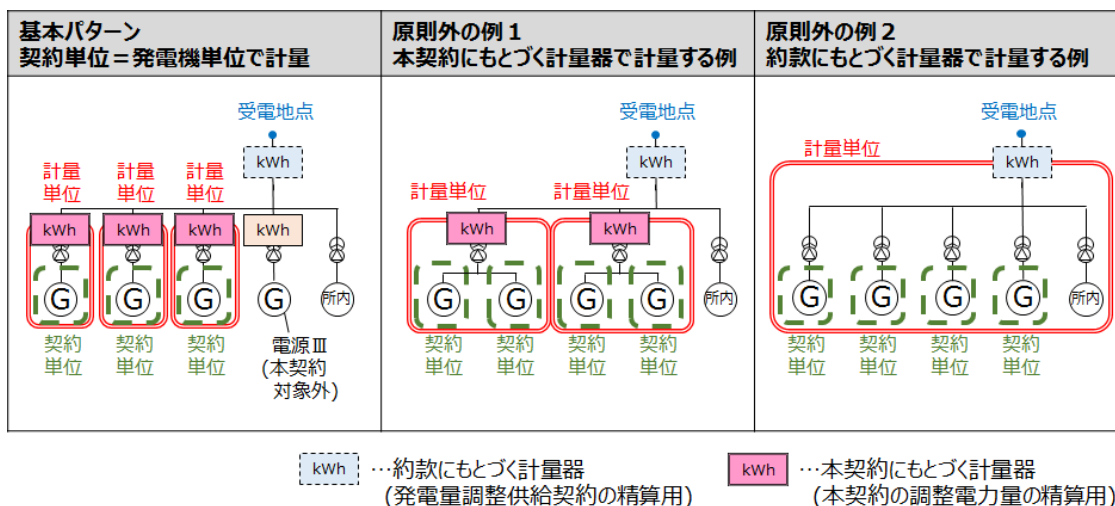 基本パターン
契約単位＝発電機単位で計量
原則外の例１
本契約にもとづく計量器で計量する例
原則外の例２
約款にもとづく計量器で計量する例
受電地点
kWh
計量
単位
計量
単位
計量
単位
kWh
kWh
kWh
kWh
G
G
G
G
所内
契約
単位
契約
単位
契約
単位
電源Ⅲ
(本契約
対象外)
受電地点
kWh
計量単位
計量単位
kWh
kWh
G
G
G
G
所内
契約
単位
契約
単位
契約
単位
契約
単位
受電地点
計量単位
kWh
G
G
G
G
所内
契約
単位
契約
単位
契約
単位
契約
単位
kWh
…約款にもとづく計量器
(発電量調整供給契約の精算用)
kWh
…本契約にもとづく計量器
(本契約の調整電力量の精算用)